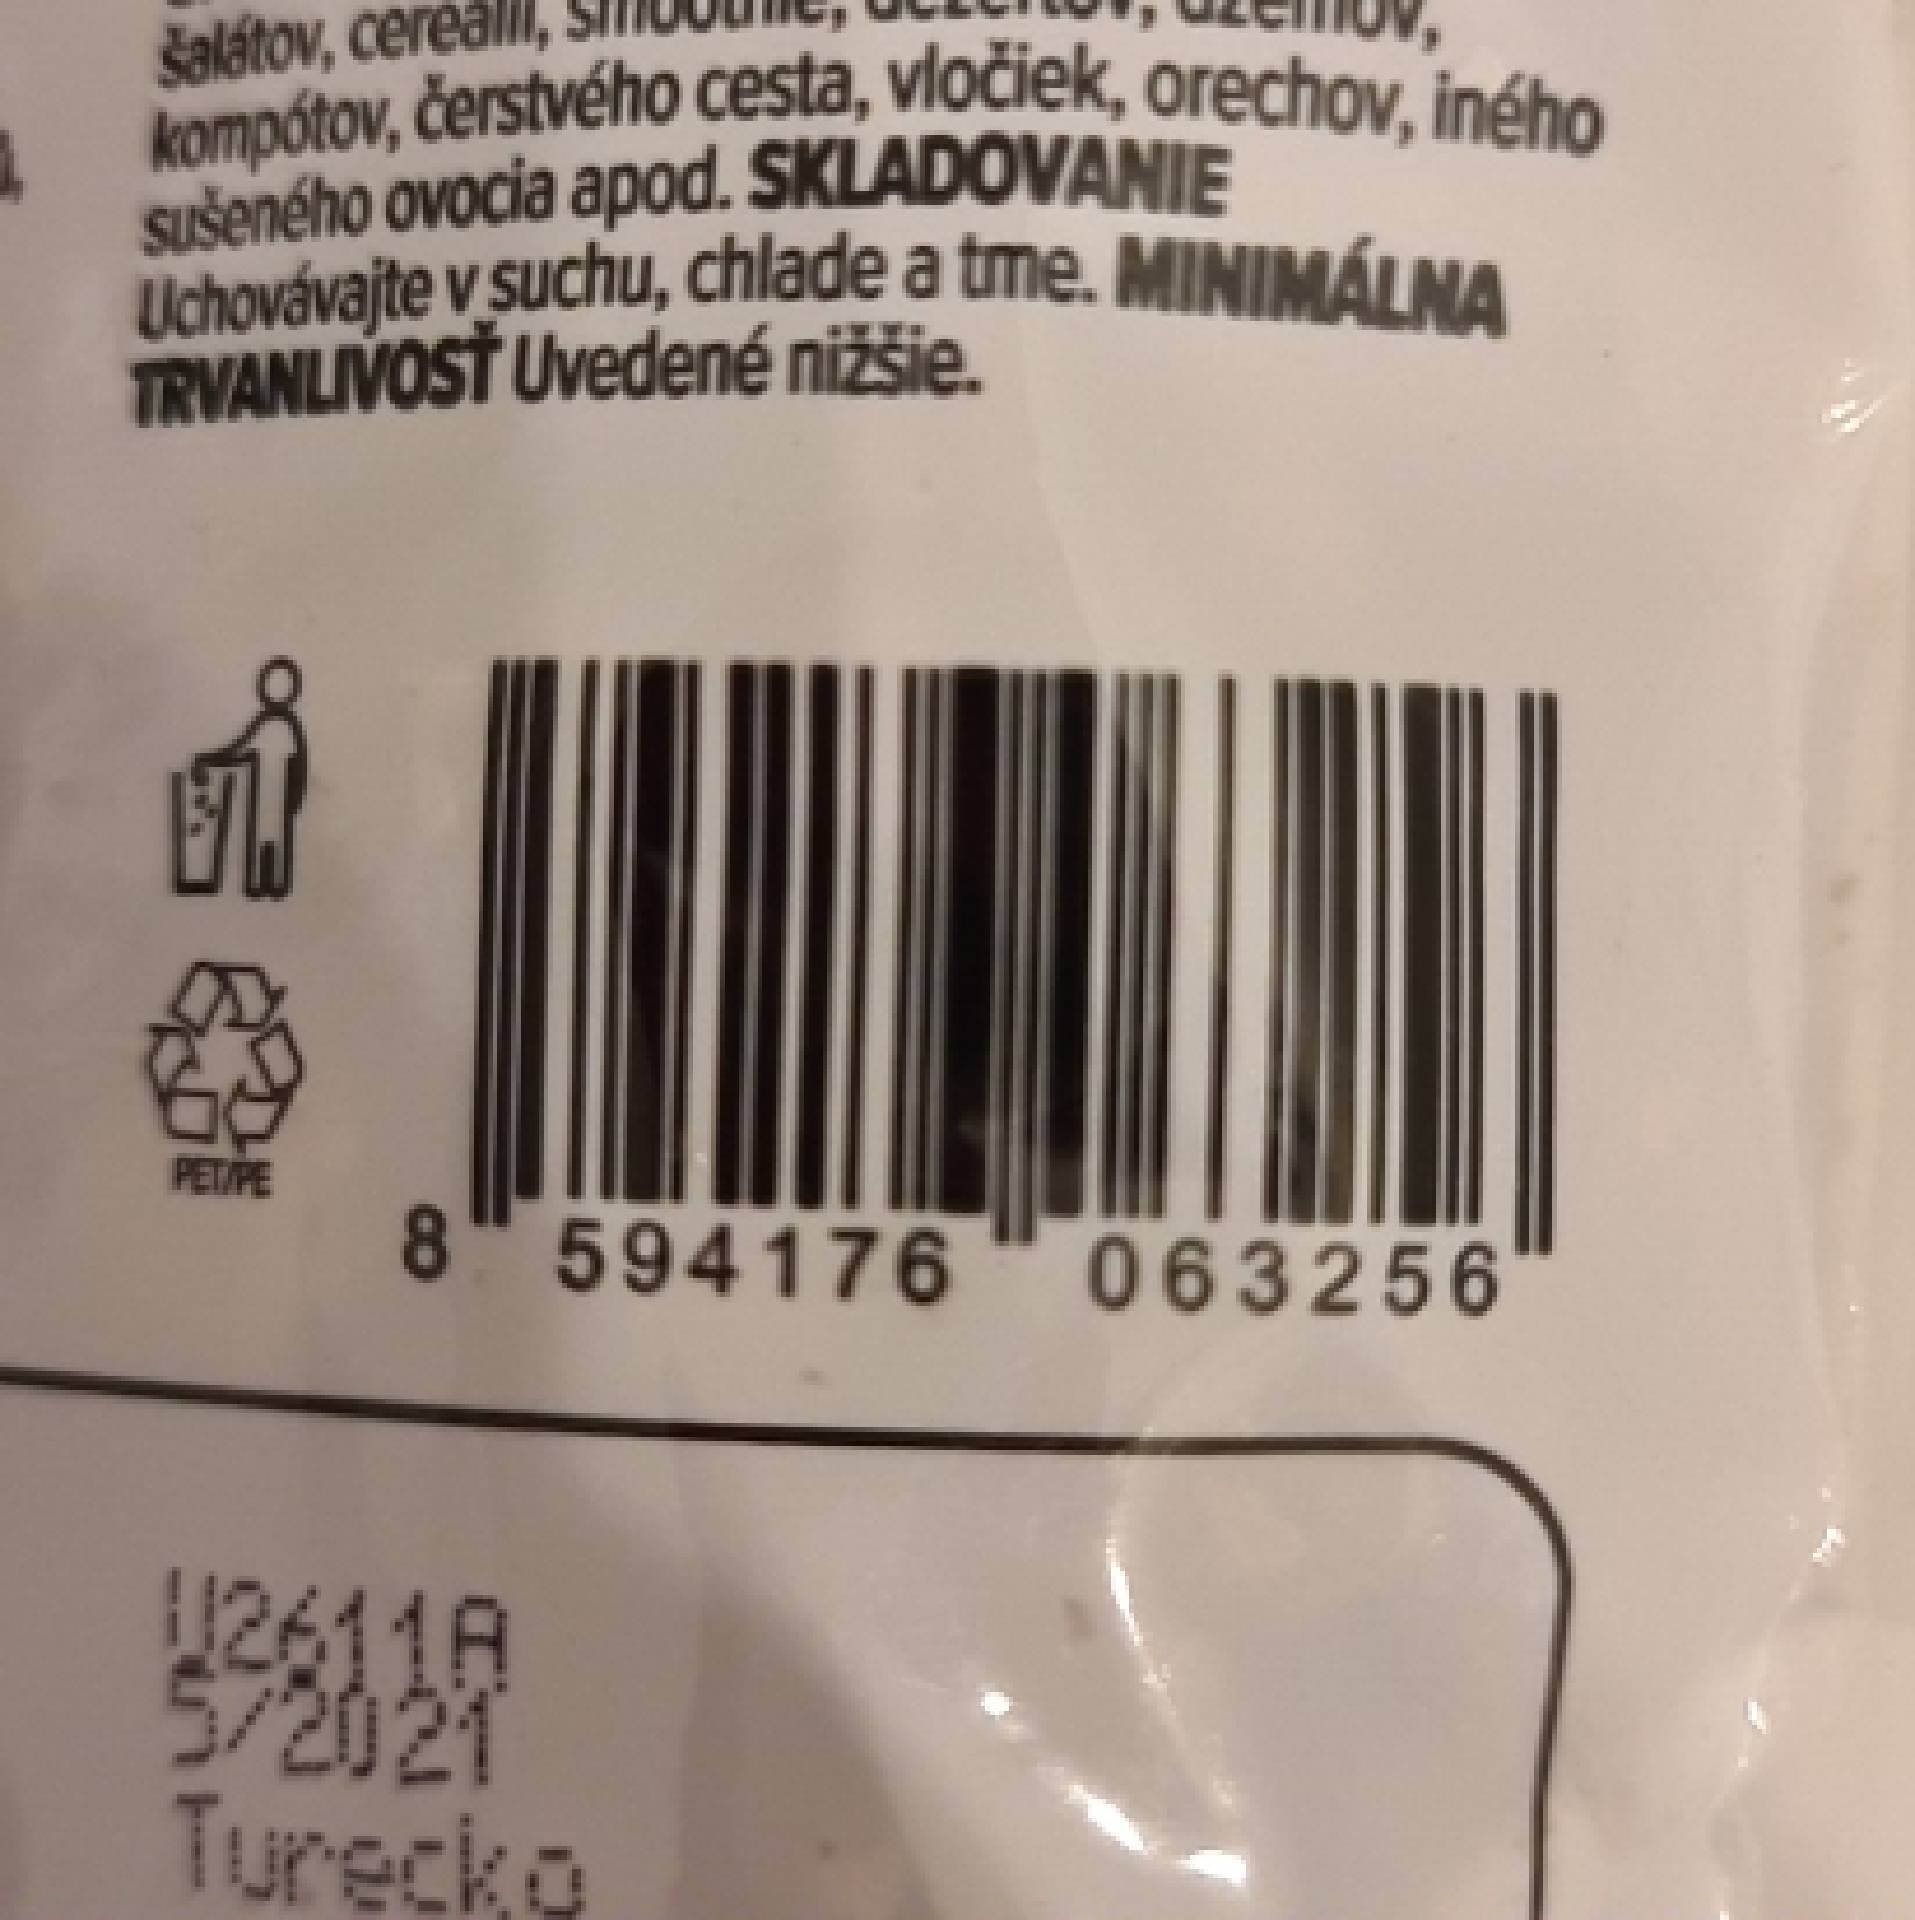 šalátov, cereálií, smoothie, dezertov, džemov,
kompótov, čerstvého cesta, vločiek, orechov, iného
sušeného ovocia apod. SKLADOVANIE
Uchovávajte v suchu, chlade a tme. MINIMÁLNA
TRVANLIVOSŤ Uvedené nižšie.
PET/PE
8 594176 063256
5/2021
Turecko